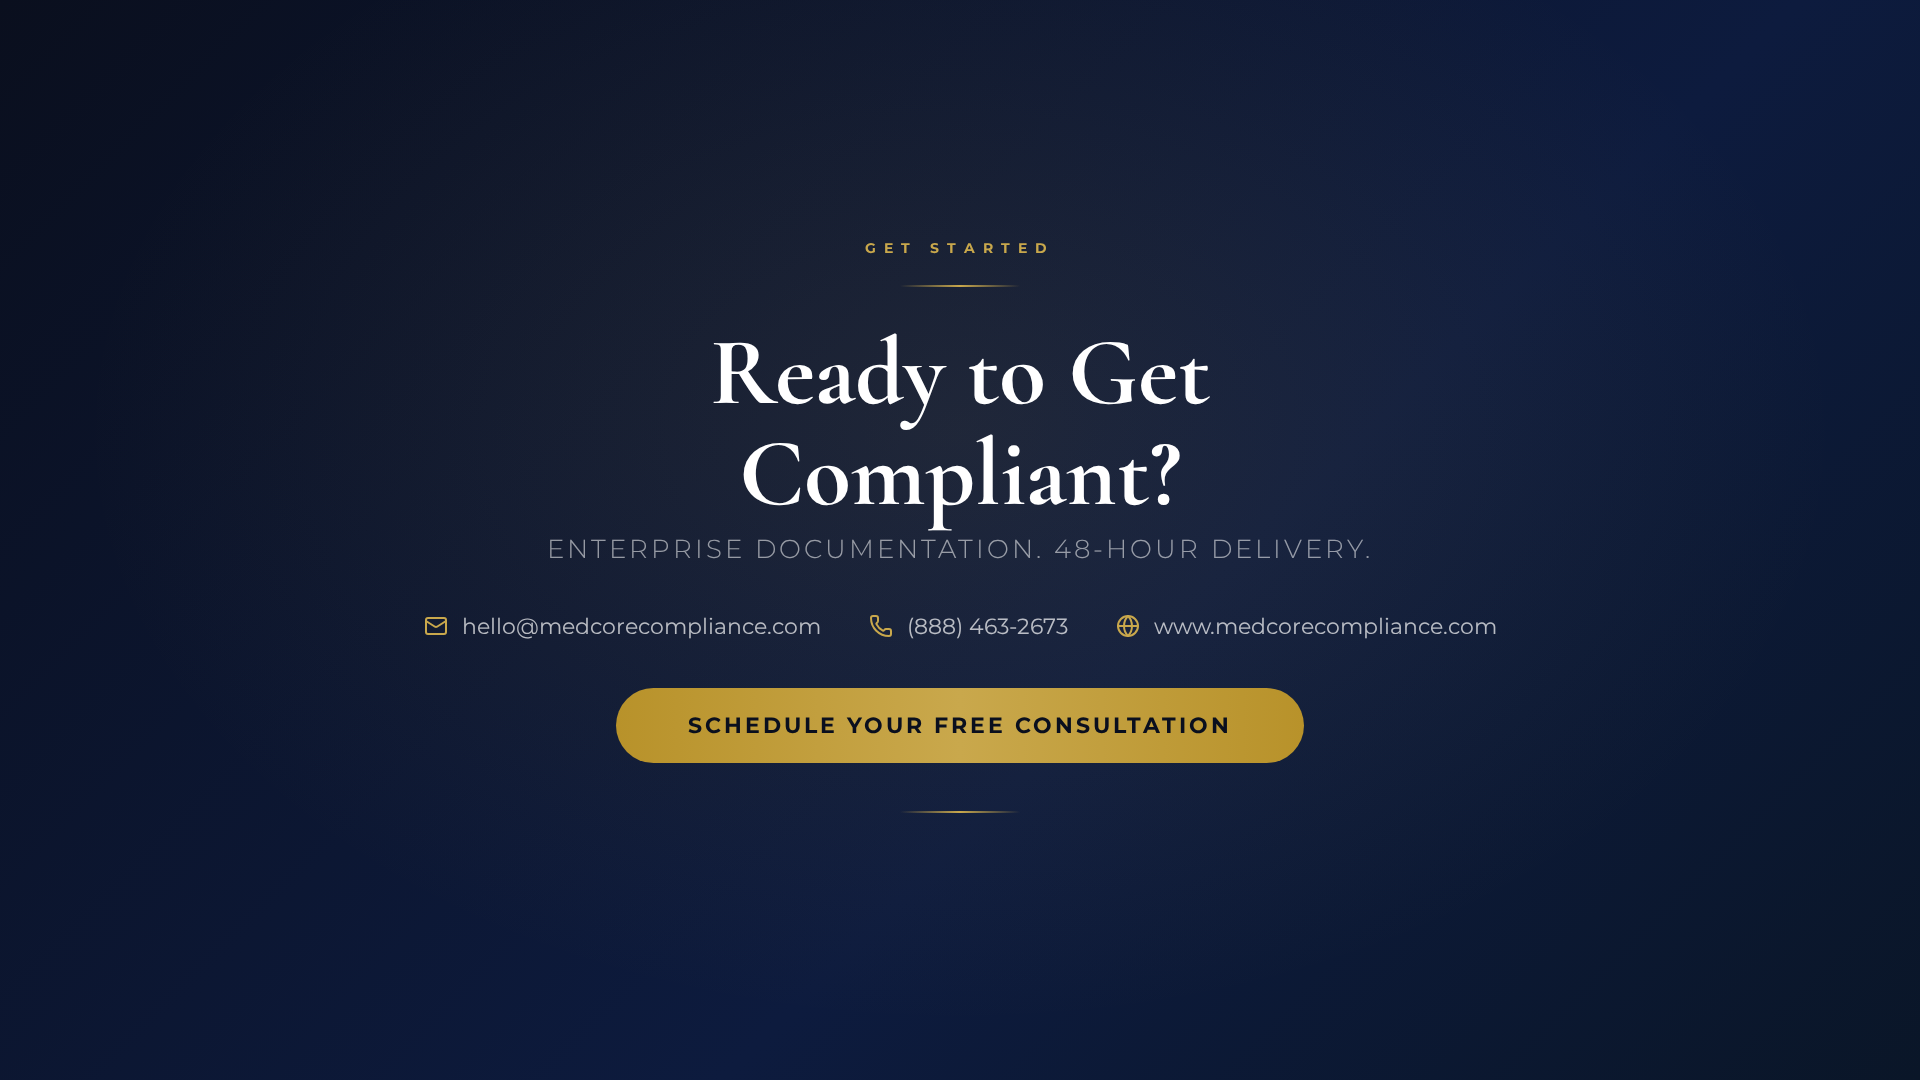 GET STARTED
Ready to Get
Compliant?
ENTERPRISE DOCUMENTATION. 48-HOUR DELIVERY.
hello@medcorecompliance.com (888) 463-2673 www.medcorecompliance.com
SCHEDULE YOUR FREE CONSULTATION